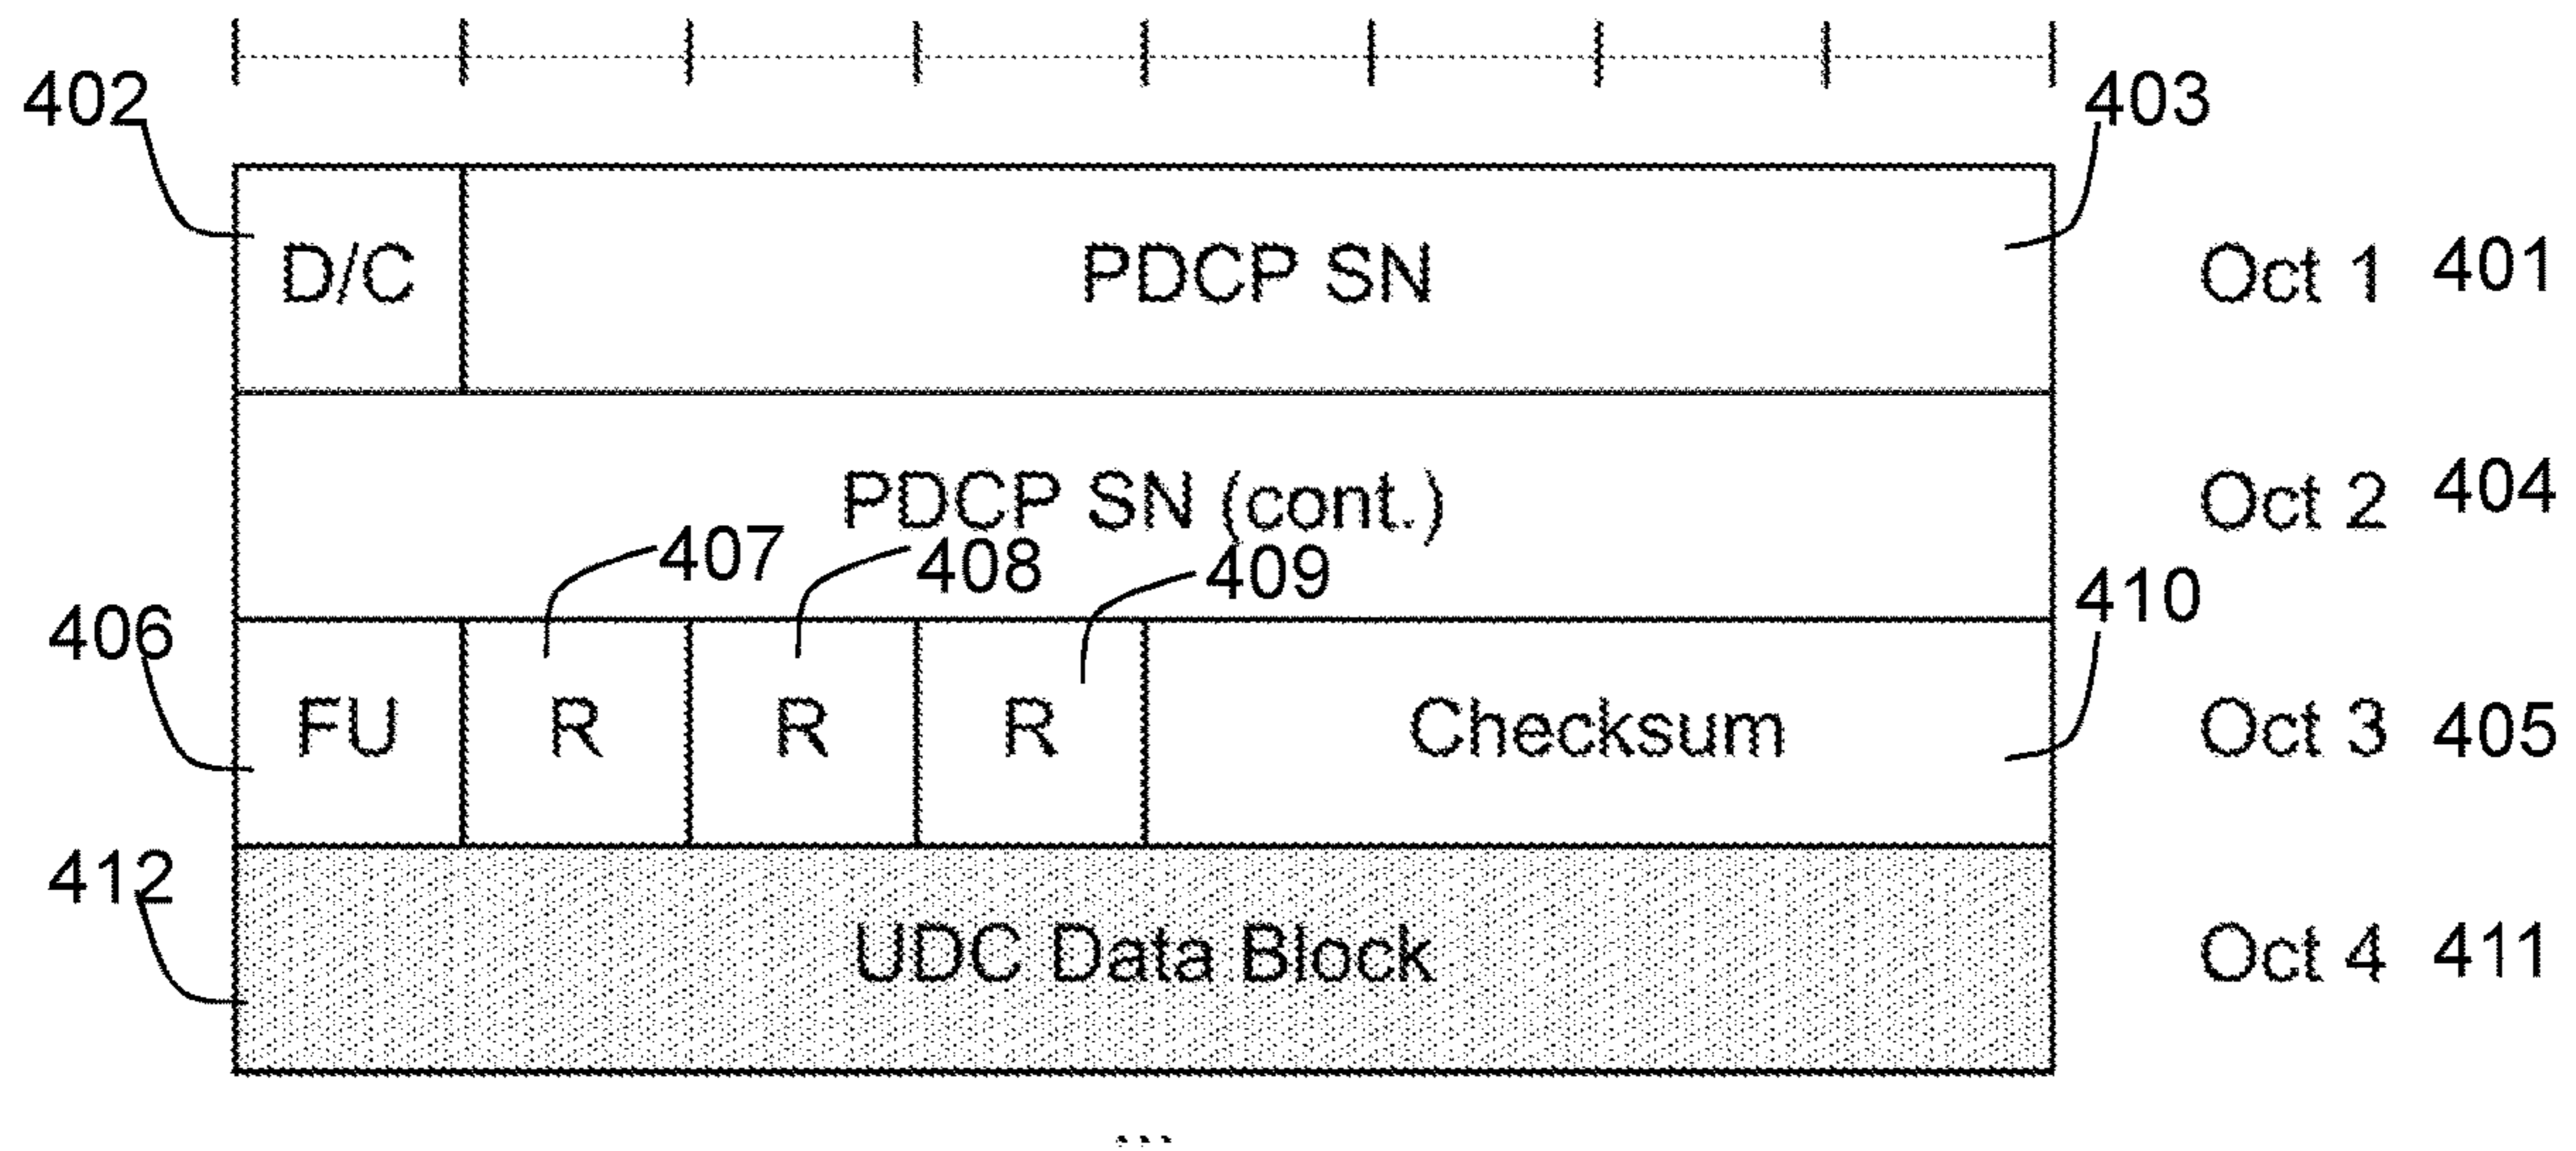 402
403
D/C PDCP SN Oct 1 401
PDCP SN (cont.) Oct 2 404
407 408 409
406
410
FU R R R Checksum Oct 3 405
412
UDC Data Block Oct 4 411
...